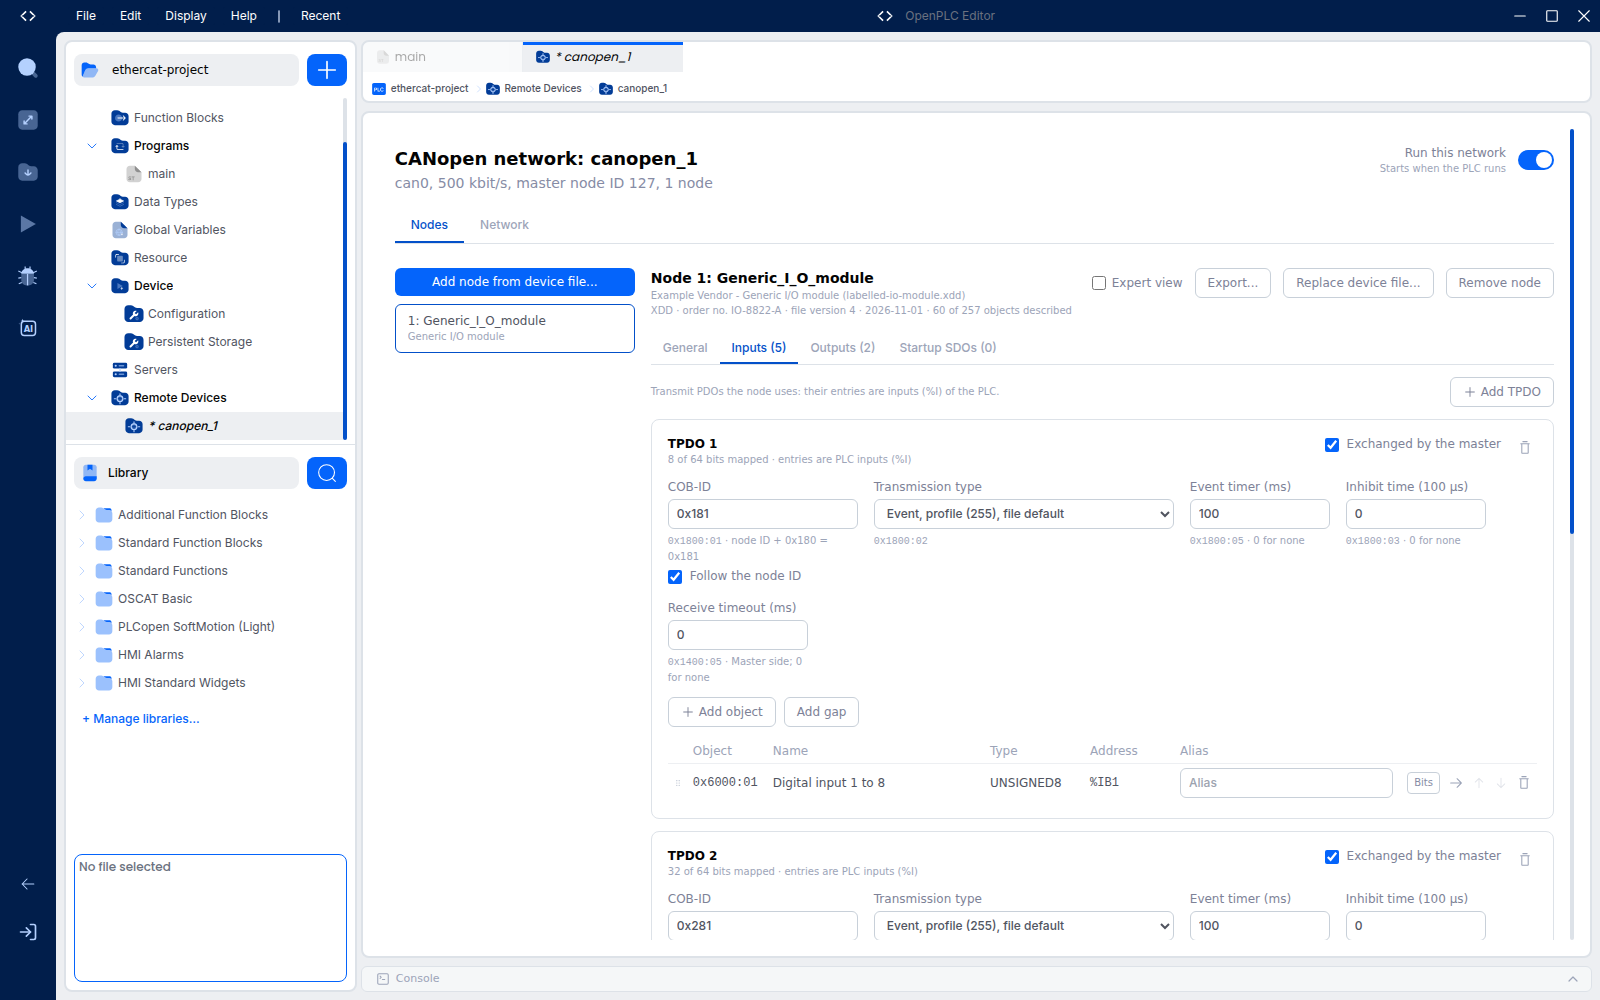 File Edit Display Help | Recent
OpenPLC Editor
ethercat-project
Function Blocks
Programs
main
Data Types
Global Variables
Resource
Device
Configuration
Persistent Storage
Servers
Remote Devices
* canopen_1
Library
Additional Function Blocks
Standard Function Blocks
Standard Functions
OSCAT Basic
PLCopen SoftMotion (Light)
HMI Alarms
HMI Standard Widgets
+ Manage libraries...
No file selected
AI
main
* canopen_1
PLC ethercat-project Remote Devices canopen_1
CANopen network: canopen_1
can0, 500 kbit/s, master node ID 127, 1 node
Run this network
Starts when the PLC runs
Nodes Network
Add node from device file...
1: Generic_I_O_module
Generic I/O module
Node 1: Generic_I_O_module
Example Vendor - Generic I/O module (labelled-io-module.xdd)
XDD · order no. IO-8822-A · file version 4 · 2026-11-01 · 60 of 257 objects described
Expert view Export... Replace device file... Remove node
General Inputs (5) Outputs (2) Startup SDOs (0)
Transmit PDOs the node uses: their entries are inputs (%I) of the PLC.
+ Add TPDO
TPDO 1
8 of 64 bits mapped · entries are PLC inputs (%I)
Exchanged by the master
COB-ID Transmission type Event timer (ms) Inhibit time (100 µs)
0x181 Event, profile (255), file default 100 0
0x1800:01 · node ID + 0x180 = 0x1800:02 0x1800:05 · 0 for none 0x1800:03 · 0 for none
0x181
Follow the node ID
Receive timeout (ms)
0
0x1400:05 · Master side; 0
for none
+ Add object Add gap
Object Name Type Address Alias
0x6000:01 Digital input 1 to 8 UNSIGNED8 %IB1 Alias Bits
TPDO 2
32 of 64 bits mapped · entries are PLC inputs (%I)
Exchanged by the master
COB-ID Transmission type Event timer (ms) Inhibit time (100 µs)
0x281 Event, profile (255), file default 100 0
Console